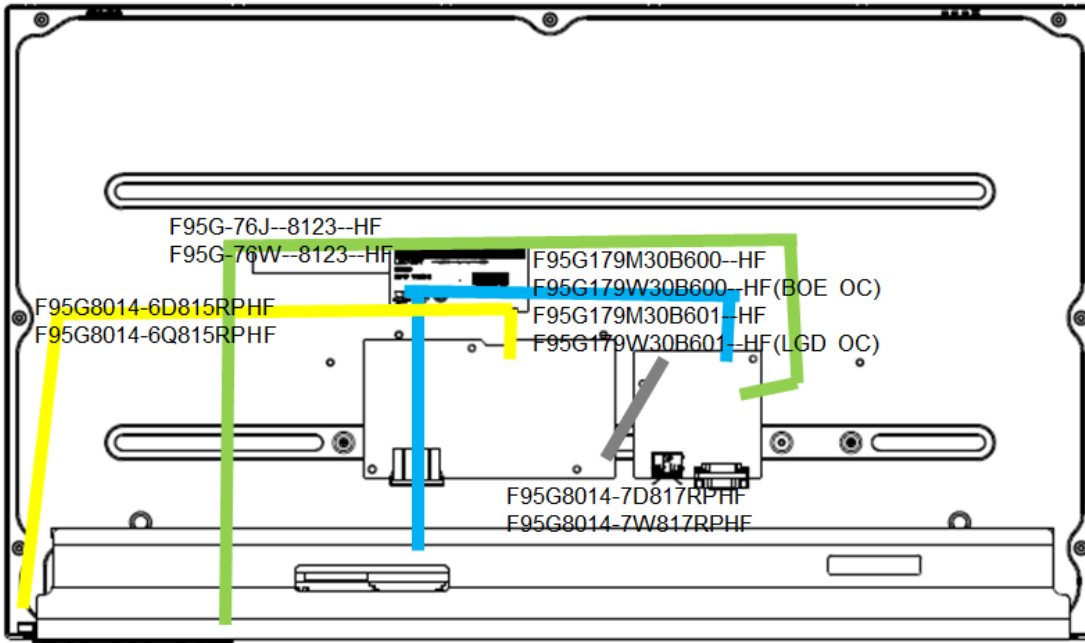 F95G-76J--8123--HF
F95G-76W--8123--HF
F95G179M30B600--HF
F95G179W30B600--HF(BOE OC)
F95G179M30B601--HF
F95G179W30B601--HF(LGD OC)
F95G8014-6D815RPHF
F95G8014-6Q815RPHF
F95G8014-7D817RPHF
F95G8014-7W817RPHF